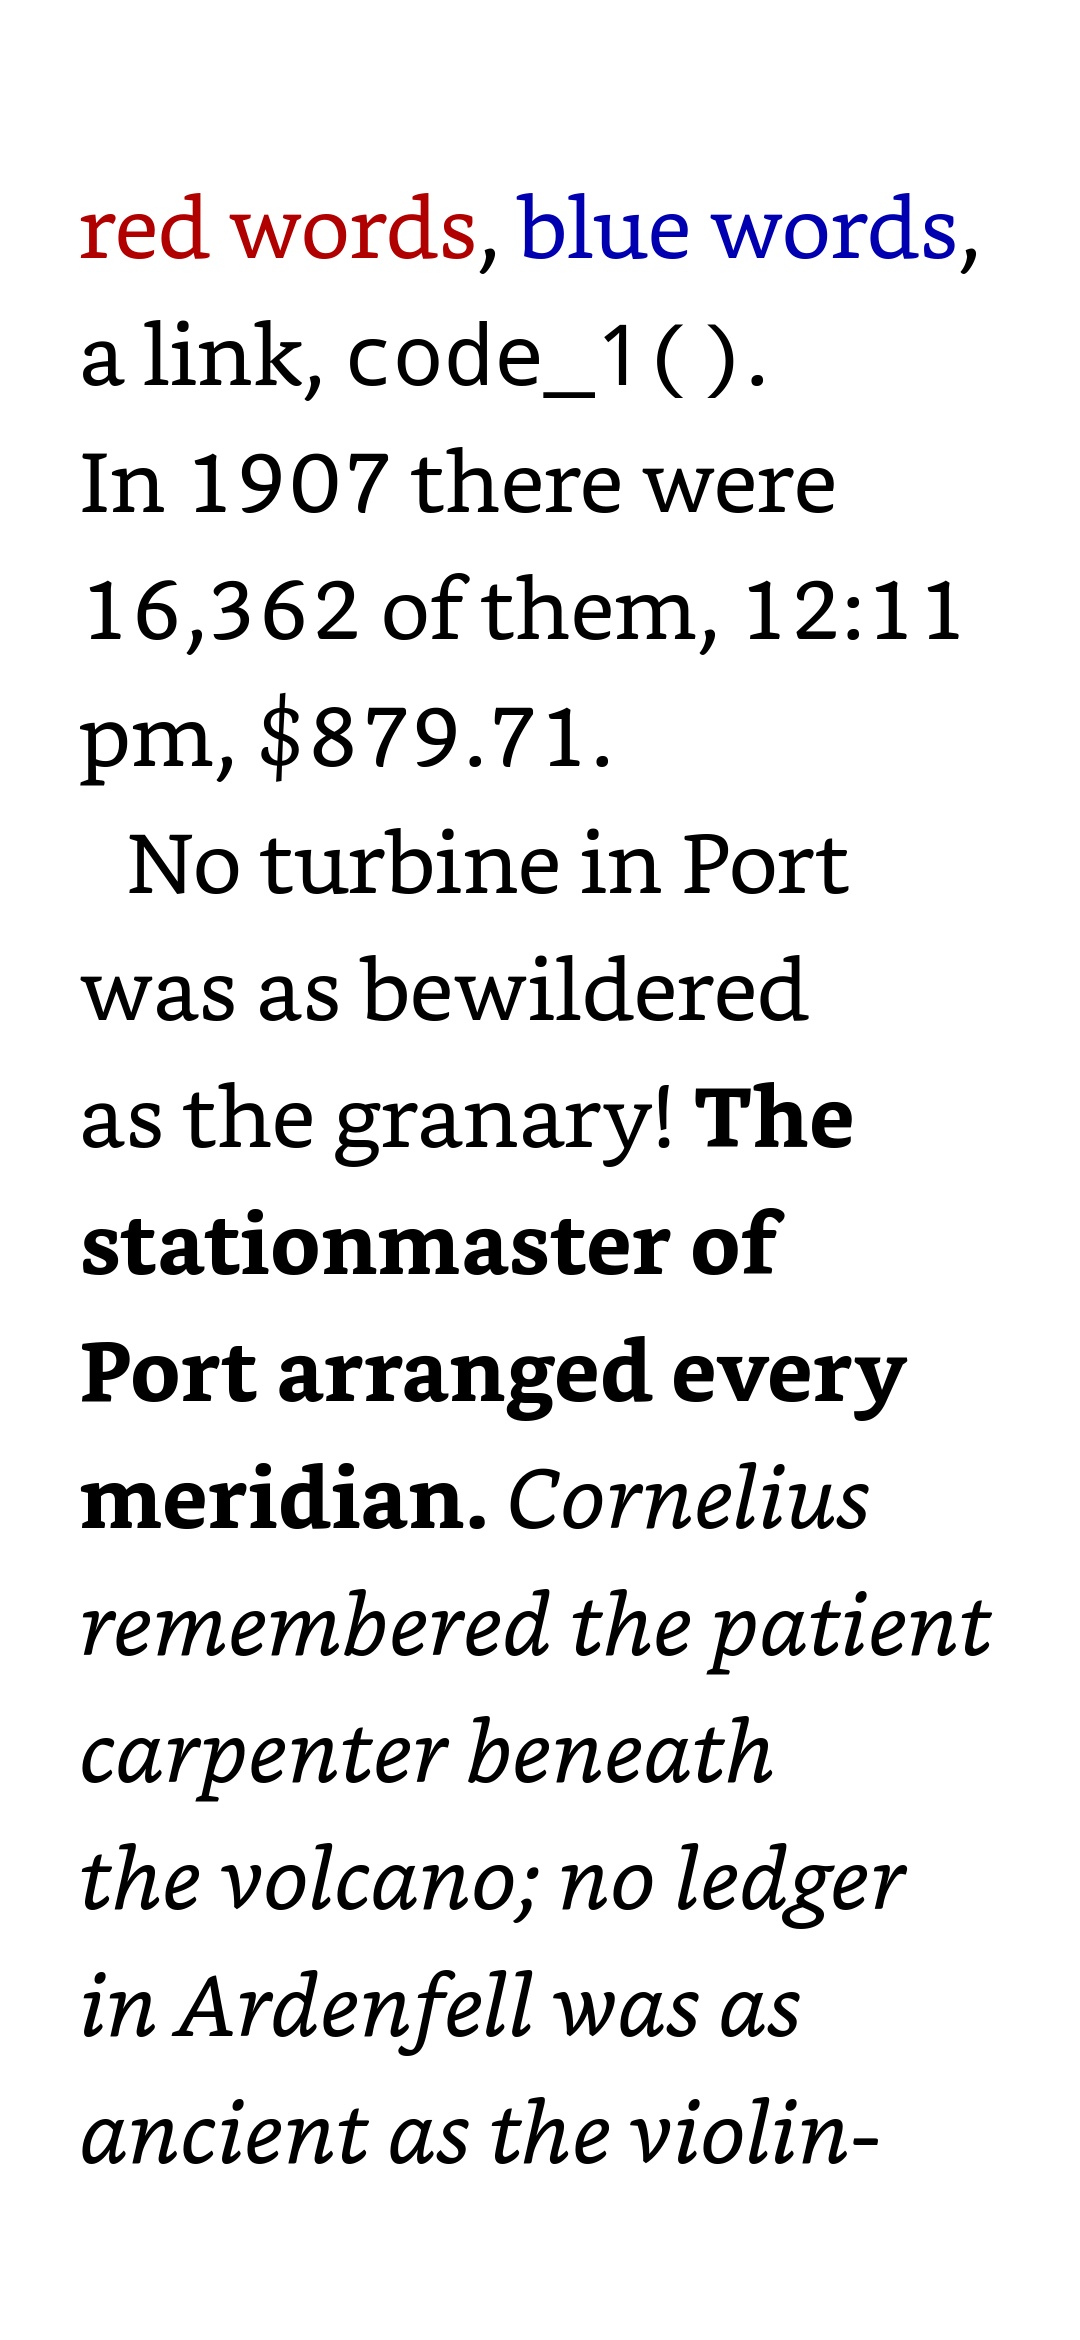 red words, blue words,
a link, code_1().
In 1907 there were
16,362 of them, 12:11
pm, $879.71.
No turbine in Port
was as bewildered
as the granary! The
stationmaster of
Port arranged every
meridian. Cornelius
remembered the patient
carpenter beneath
the volcano; no ledger
in Ardenfell was as
ancient as the violin-